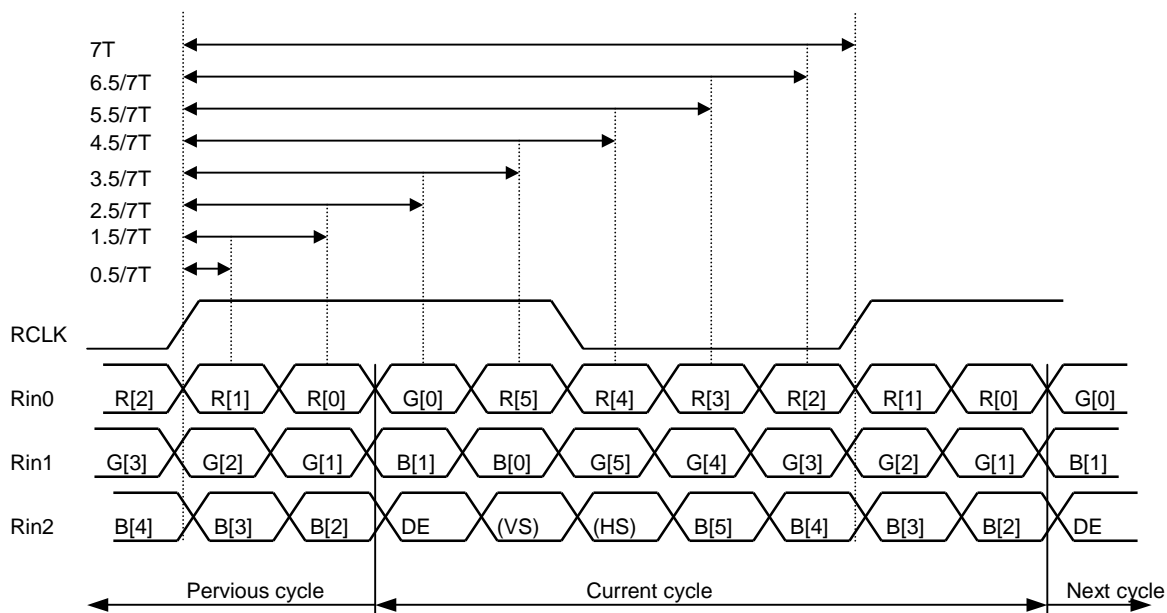 7T
6.5/7T
5.5/7T
4.5/7T
3.5/7T
2.5/7T
1.5/7T
0.5/7T
RCLK
Rin0 R[2] R[1] R[0] G[0] R[5] R[4] R[3] R[2] R[1] R[0] G[0]
Rin1 G[3] G[2] G[1] B[1] B[0] G[5] G[4] G[3] G[2] G[1] B[1]
Rin2 B[4] B[3] B[2] DE (VS) (HS) B[5] B[4] B[3] B[2] DE
Pervious cycle Current cycle Next cycle